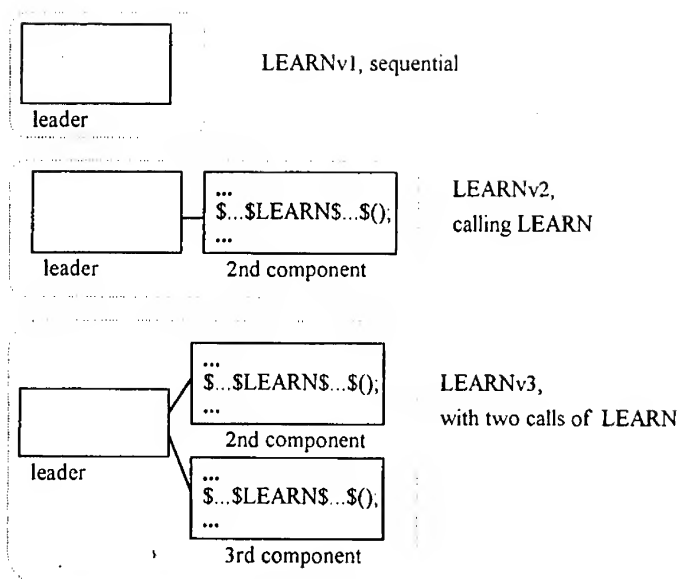 LEARNv1, sequential
leader
...
$...$LEARN$...$();
...
leader
2nd component
LEARNv2,
calling LEARN
...
$...$LEARN$...$();
...
2nd component
leader
...
$...$LEARN$...$();
...
3rd component
LEARNv3,
with two calls of LEARN